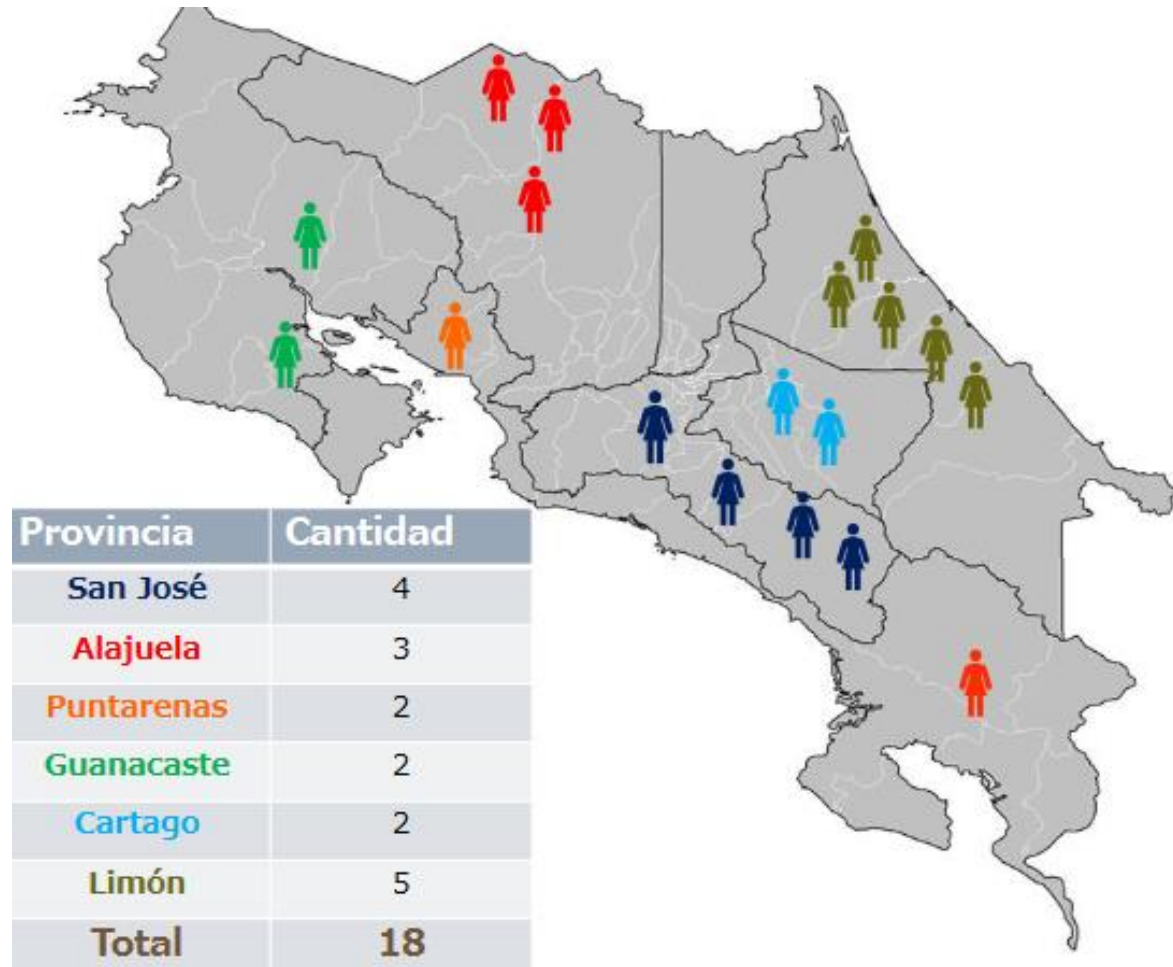 Provincia Cantidad
San José 4
Alajuela 3
Puntarenas 2
Guanacaste 2
Cartago 2
Limón 5
Total 18